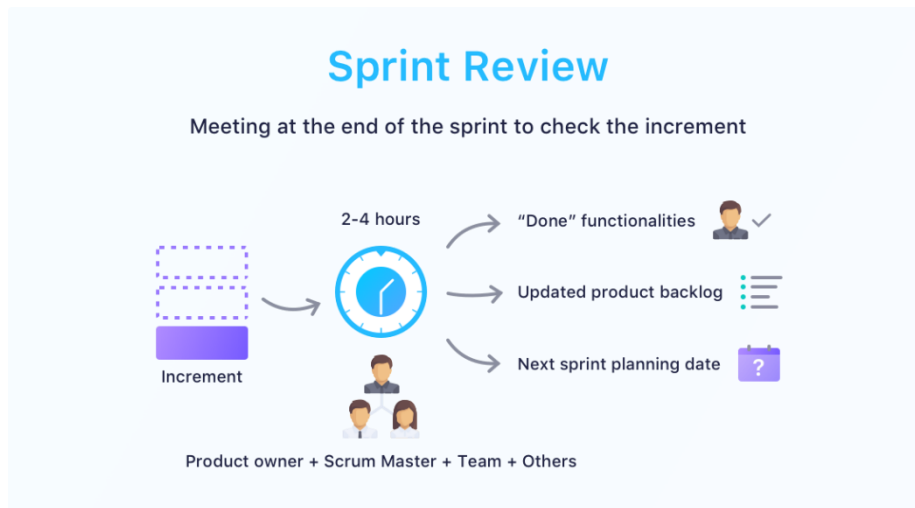 Sprint Review
Meeting at the end of the sprint to check the increment
2-4 hours
Increment
“Done” functionalities
Updated product backlog
Next sprint planning date
?
Product owner + Scrum Master + Team + Others